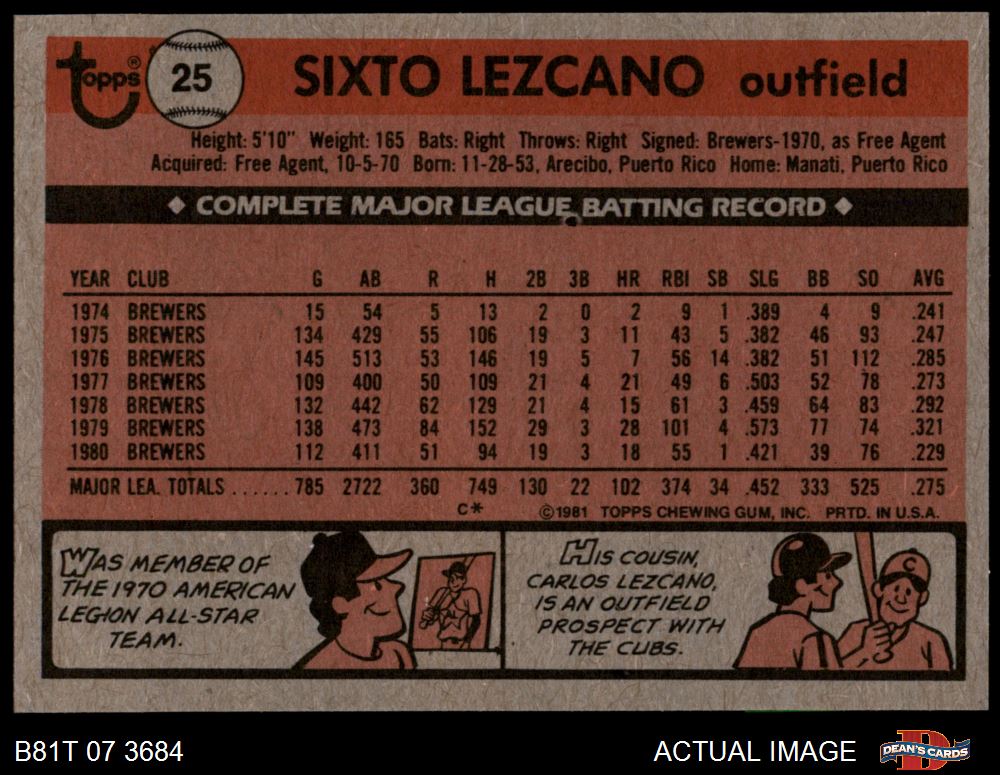 Topps® 25 SIXTO LEZCANO outfield
Height: 5'10" Weight: 165 Bats: Right Throws: Right Signed: Brewers-1970, as Free Agent
Acquired: Free Agent, 10-5-70 Born: 11-28-53, Arecibo, Puerto Rico Home: Manati, Puerto Rico
◆ COMPLETE MAJOR LEAGUE BATTING RECORD ◆
YEAR CLUB G AB R H 2B 3B HR RBI SB SLG BB SO AVG
1974 BREWERS 15 54 5 13 2 0 2 9 1 .389 4 9 .241
1975 BREWERS 134 429 55 106 19 3 11 43 5 .382 46 93 .247
1976 BREWERS 145 513 53 146 19 5 7 56 14 .382 51 112 .285
1977 BREWERS 109 400 50 109 21 4 21 49 6 .503 52 78 .273
1978 BREWERS 132 442 62 129 21 4 15 61 3 .459 64 83 .292
1979 BREWERS 138 473 84 152 29 3 28 101 4 .573 77 74 .321
1980 BREWERS 112 411 51 94 19 3 18 55 1 .421 39 76 .229
MAJOR LEA. TOTALS ...... 785 2722 360 749 130 22 102 374 34 .452 333 525 .275
C* ©1981 TOPPS CHEWING GUM, INC. PRTD. IN U.S.A.
WAS MEMBER OF
THE 1970 AMERICAN
LEGION ALL-STAR
TEAM.
HIS COUSIN,
CARLOS LEZCANO,
IS AN OUTFIELD
PROSPECT WITH
THE CUBS.
C
B81T 07 3684 ACTUAL IMAGE DEAN'S CARDS